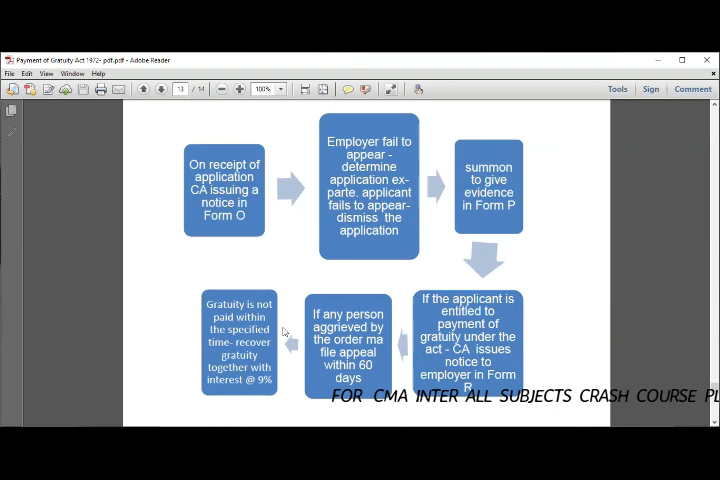 Payment of Gratuity Act 1972- pdf.pdf - Adobe Reader
File Edit View Window Help
13 / 14
100%
Tools Sign Comment
On receipt of
application
CA issuing a
notice in
Form O
Employer fail to
appear -
determine
application ex-
parte. applicant
fails to appear-
dismiss the
application
summon
to give
evidence
in Form P
If the applicant is
entitled to
payment of
gratuity under the
act - CA issues
notice to
employer in Form
R
If any person
aggrieved by
the order ma
file appeal
within 60
days
Gratuity is not
paid within
the specified
time- recover
gratuity
together with
interest @ 9%
FOR CMA INTER ALL SUBJECTS CRASH COURSE PL